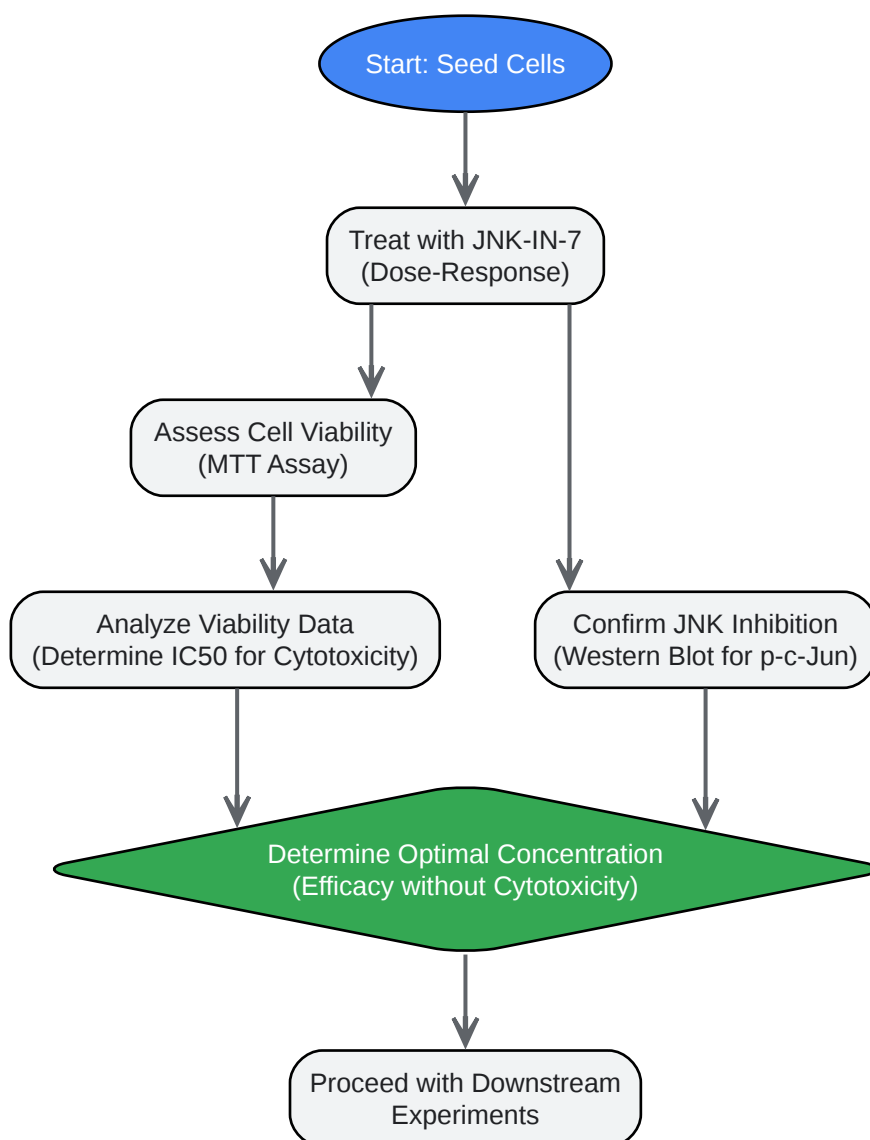 Start: Seed Cells
Treat with JNK-IN-7
(Dose-Response)
Assess Cell Viability
(MTT Assay)
Analyze Viability Data
(Determine IC50 for Cytotoxicity)
Confirm JNK Inhibition
(Western Blot for p-c-Jun)
Determine Optimal Concentration
(Efficacy without Cytotoxicity)
Proceed with Downstream
Experiments